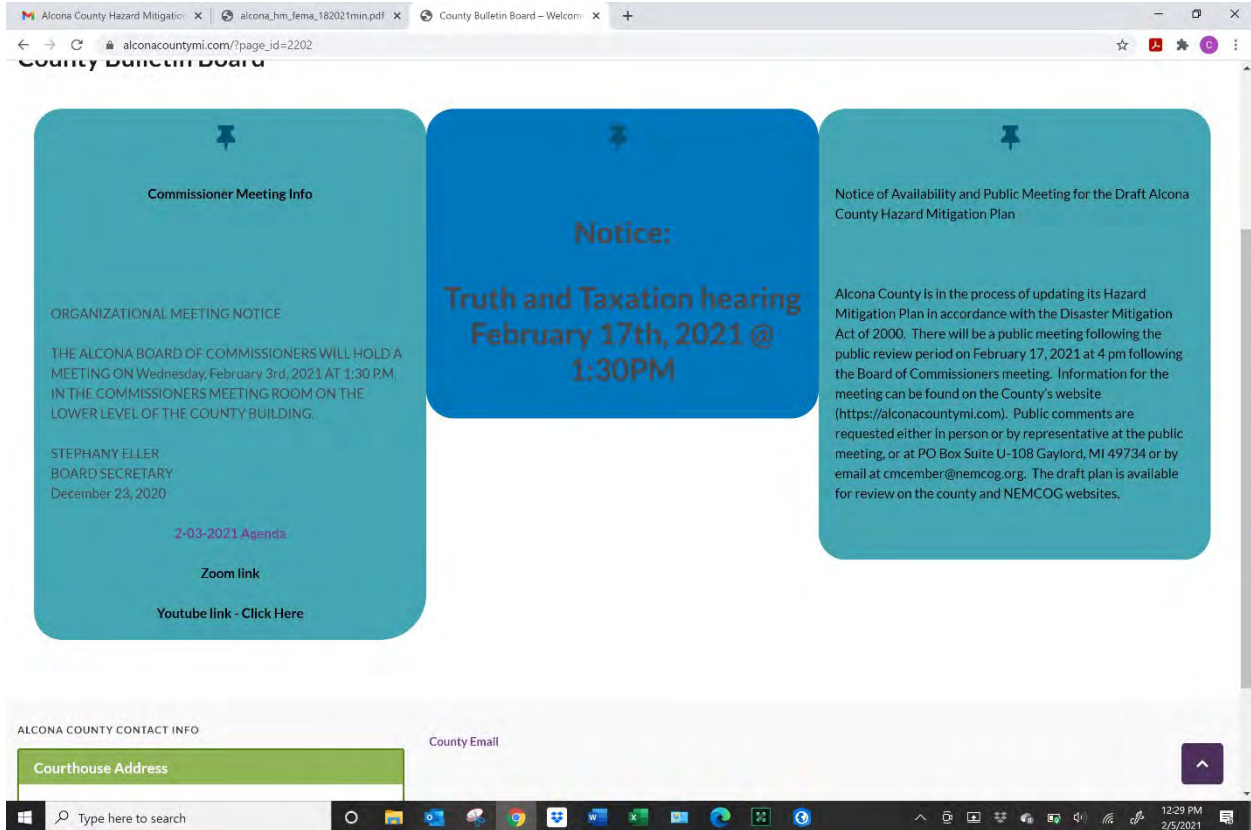 Alcona County Hazard Mitigation
alcona_hm_fema_182021min.pdf
County Bulletin Board – Welcom
alconacountymi.com/?page_id=2202
County Bulletin Board
Commissioner Meeting Info
ORGANIZATIONAL MEETING NOTICE
THE ALCONA BOARD OF COMMISSIONERS WILL HOLD A
MEETING ON Wednesday, February 3rd, 2021 AT 1:30 P.M.
IN THE COMMISSIONERS MEETING ROOM ON THE
LOWER LEVEL OF THE COUNTY BUILDING.
STEPHANY ELLER
BOARD SECRETARY
December 23, 2020
2-03-2021 Agenda
Zoom link
Youtube link - Click Here
Notice:
Truth and Taxation hearing
February 17th, 2021 @
1:30PM
Notice of Availability and Public Meeting for the Draft Alcona
County Hazard Mitigation Plan
Alcona County is in the process of updating its Hazard
Mitigation Plan in accordance with the Disaster Mitigation
Act of 2000. There will be a public meeting following the
public review period on February 17, 2021 at 4 pm following
the Board of Commissioners meeting. Information for the
meeting can be found on the County's website
(https://alconacountymi.com). Public comments are
requested either in person or by representative at the public
meeting, or at PO Box Suite U-108 Gaylord, MI 49734 or by
email at cmcember@nemcog.org. The draft plan is available
for review on the county and NEMCOG websites.
ALCONA COUNTY CONTACT INFO
Courthouse Address
County Email
Type here to search
12:29 PM
2/5/2021